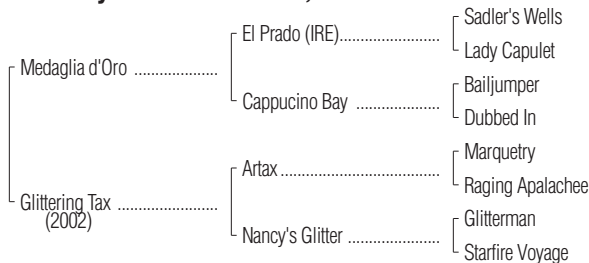 Sadler's Wells
El Prado (IRE)....................
Lady Capulet
Medaglia d'Oro .................
Bailjumper
Cappucino Bay .................
Dubbed In
Marquetry
Artax................................
Raging Apalachee
Glittering Tax ....................
(2002)
Glitterman
Nancy's Glitter ..................
Starfire Voyage